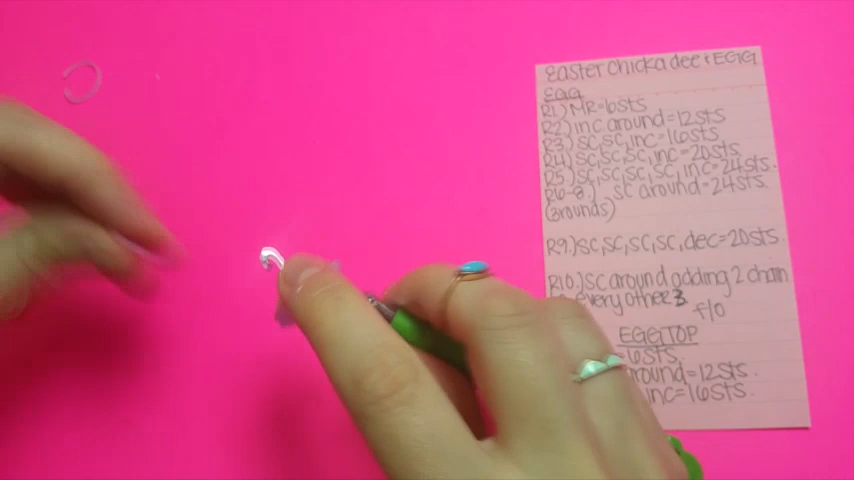 Easter Chickadee & EGG
EGG
R1.) MR=6sts
R2.) inc around=12sts
R3.) sc, sc, inc=16sts
R4.) sc, sc, sc, inc=20sts
R5.) sc, sc, sc, sc, inc=24sts.
R6-8.) sc around=24sts.
(3rounds)
R9.) sc, sc, sc, sc, dec=20sts
R10.) sc around adding 2 chain
every other 3
f/o
EGG TOP
=6sts.
round=12sts.
inc=16sts